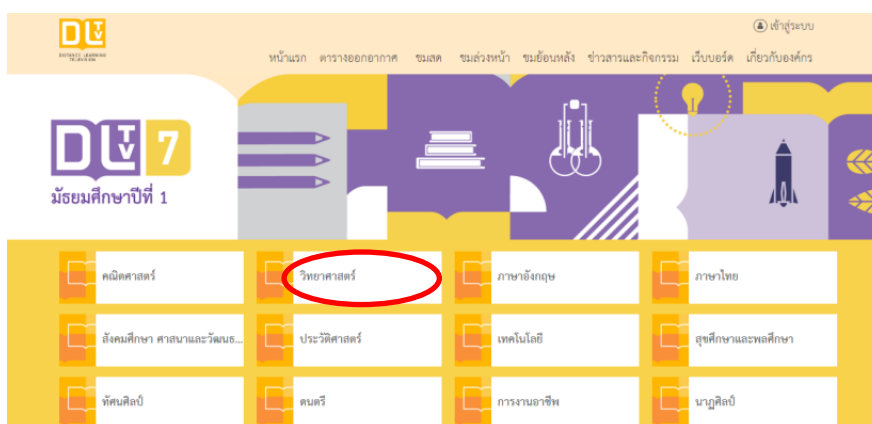 DLTV
DISTANCE LEARNING
TELEVISION
เข้าสู่ระบบ
หน้าแรก ตารางออกอากาศ ชมสด ชมล่วงหน้า ชมย้อนหลัง ข่าวสารและกิจกรรม เว็บบอร์ด เกี่ยวกับองค์กร
DLTV 7
มัธยมศึกษาปีที่ 1
คณิตศาสตร์ วิทยาศาสตร์ ภาษาอังกฤษ ภาษาไทย
สังคมศึกษา ศาสนาและวัฒนธ... ประวัติศาสตร์ เทคโนโลยี สุขศึกษาและพลศึกษา
ทัศนศิลป์ ดนตรี การงานอาชีพ นาฏศิลป์